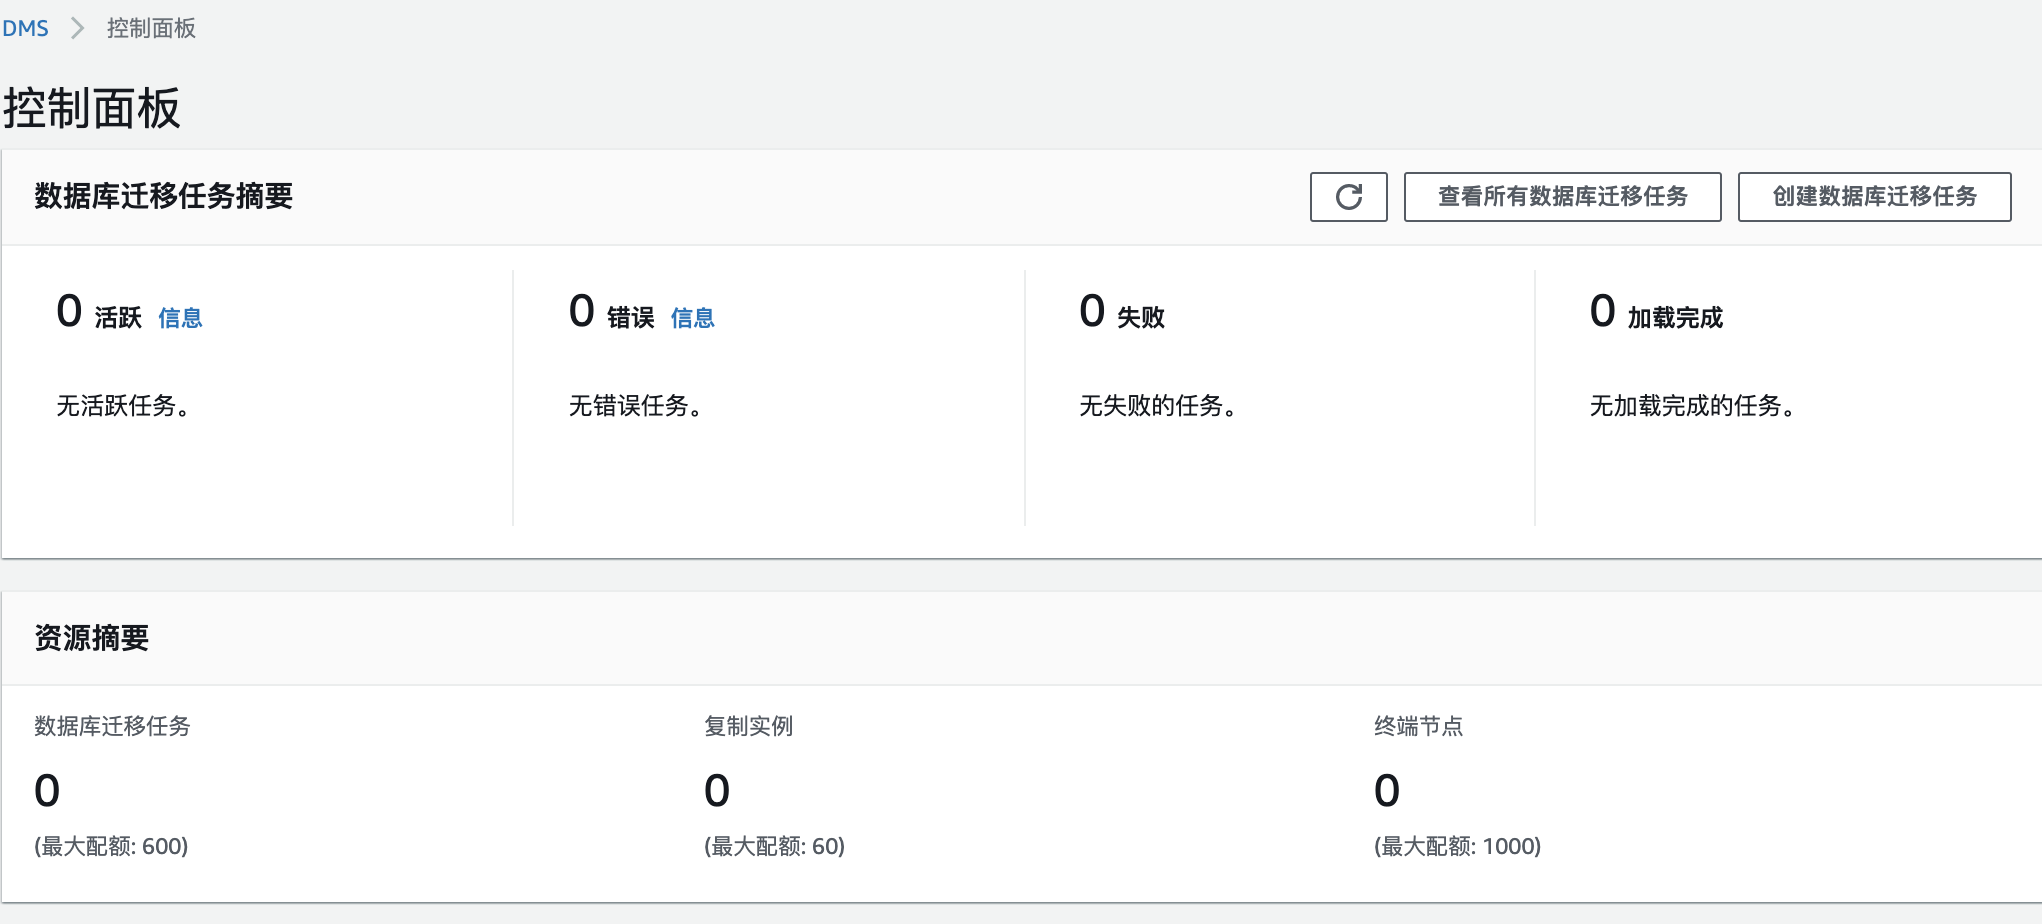 DMS 控制面板
控制面板
数据库迁移任务摘要 查看所有数据库迁移任务 创建数据库迁移任务
0 活跃 信息 0 错误 信息 0 失败 0 加载完成
无活跃任务。 无错误任务。 无失败的任务。 无加载完成的任务。
资源摘要
数据库迁移任务 复制实例 终端节点
0 0 0
(最大配额: 600) (最大配额: 60) (最大配额: 1000)